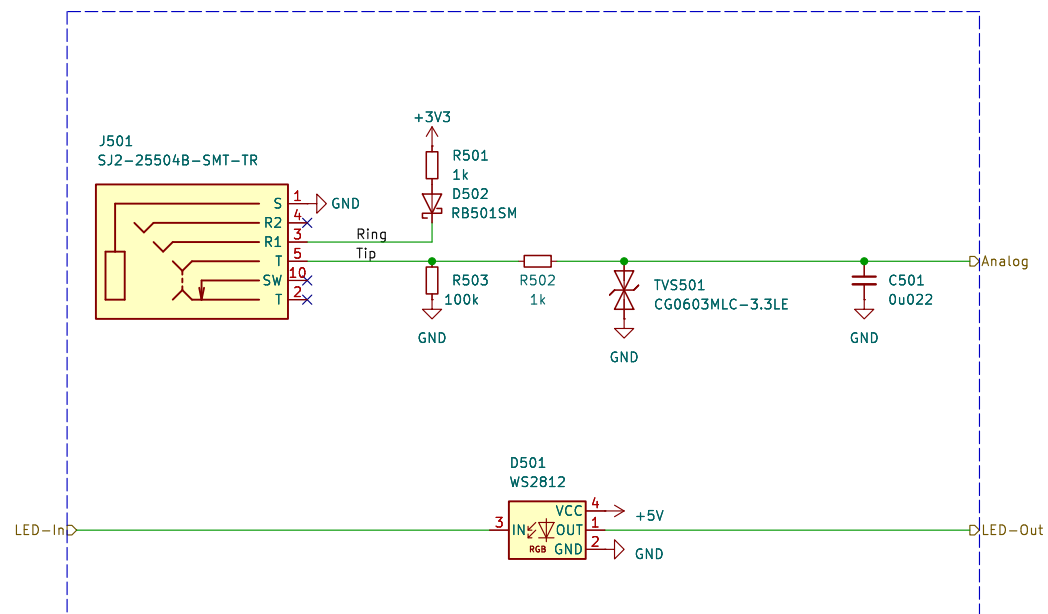 +3V3
J501
SJ2-25504B-SMT-TR
R501
1k
D502
RB501SM
S
1
GND
R2
4
R1
3
Ring
T
5
Tip
SW
10
T
2
R503
100k
GND
R502
1k
TVS501
CG0603MLC-3.3LE
GND
C501
0u022
GND
Analog
D501
WS2812
LED-In
3
IN
RGB
VCC
4
+5V
OUT
1
GND
2
GND
LED-Out